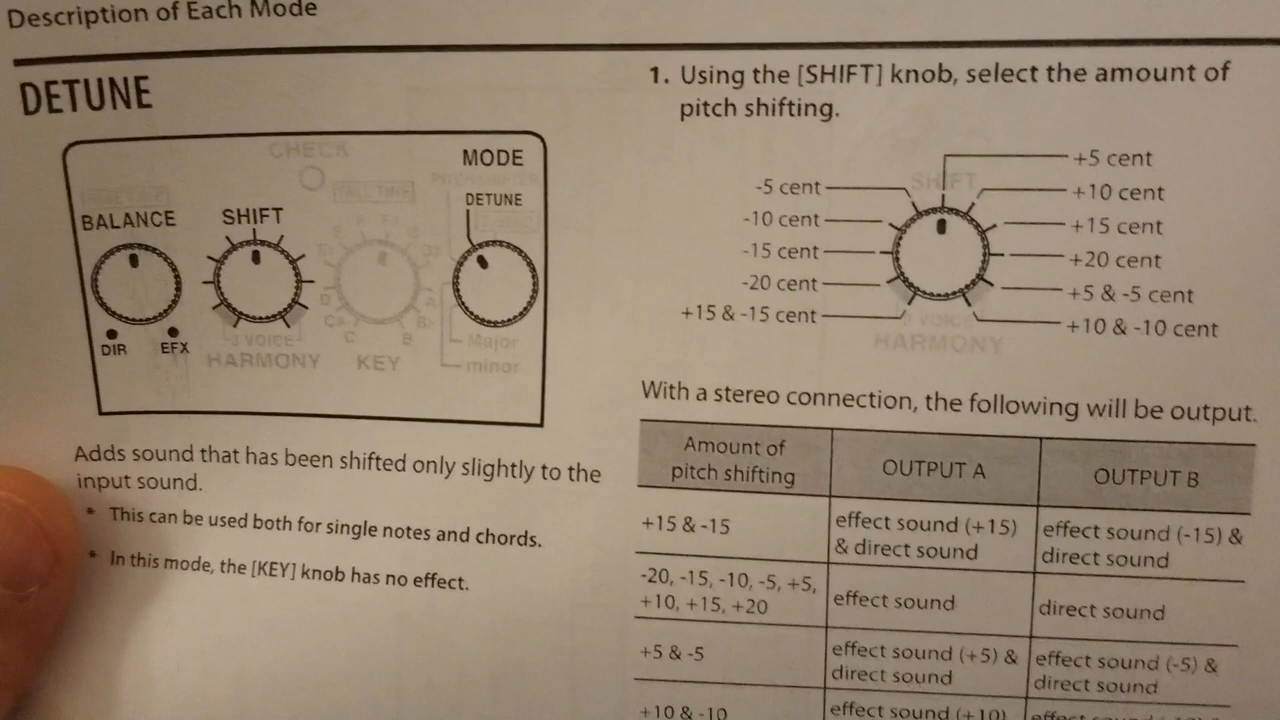 Description of Each Mode
DETUNE
CHECK
MODE
DETUNE
BALANCE
SHIFT
DIR
EFX
3 VOICE
HARMONY
KEY
C
B
Major
minor
Adds sound that has been shifted only slightly to the
input sound.
* This can be used both for single notes and chords.
* In this mode, the [KEY] knob has no effect.
1. Using the [SHIFT] knob, select the amount of
pitch shifting.
SHIFT
+5 cent
-5 cent
+10 cent
-10 cent
+15 cent
-15 cent
+20 cent
-20 cent
+5 & -5 cent
+15 & -15 cent
+10 & -10 cent
3 VOICE
HARMONY
With a stereo connection, the following will be output.
Amount of
pitch shifting
OUTPUT A
OUTPUT B
+15 & -15
effect sound (+15)
& direct sound
effect sound (-15) &
direct sound
-20, -15, -10, -5, +5,
+10, +15, +20
effect sound
direct sound
+5 & -5
effect sound (+5) &
direct sound
effect sound (-5) &
direct sound
+10 & -10
effect sound (+10)